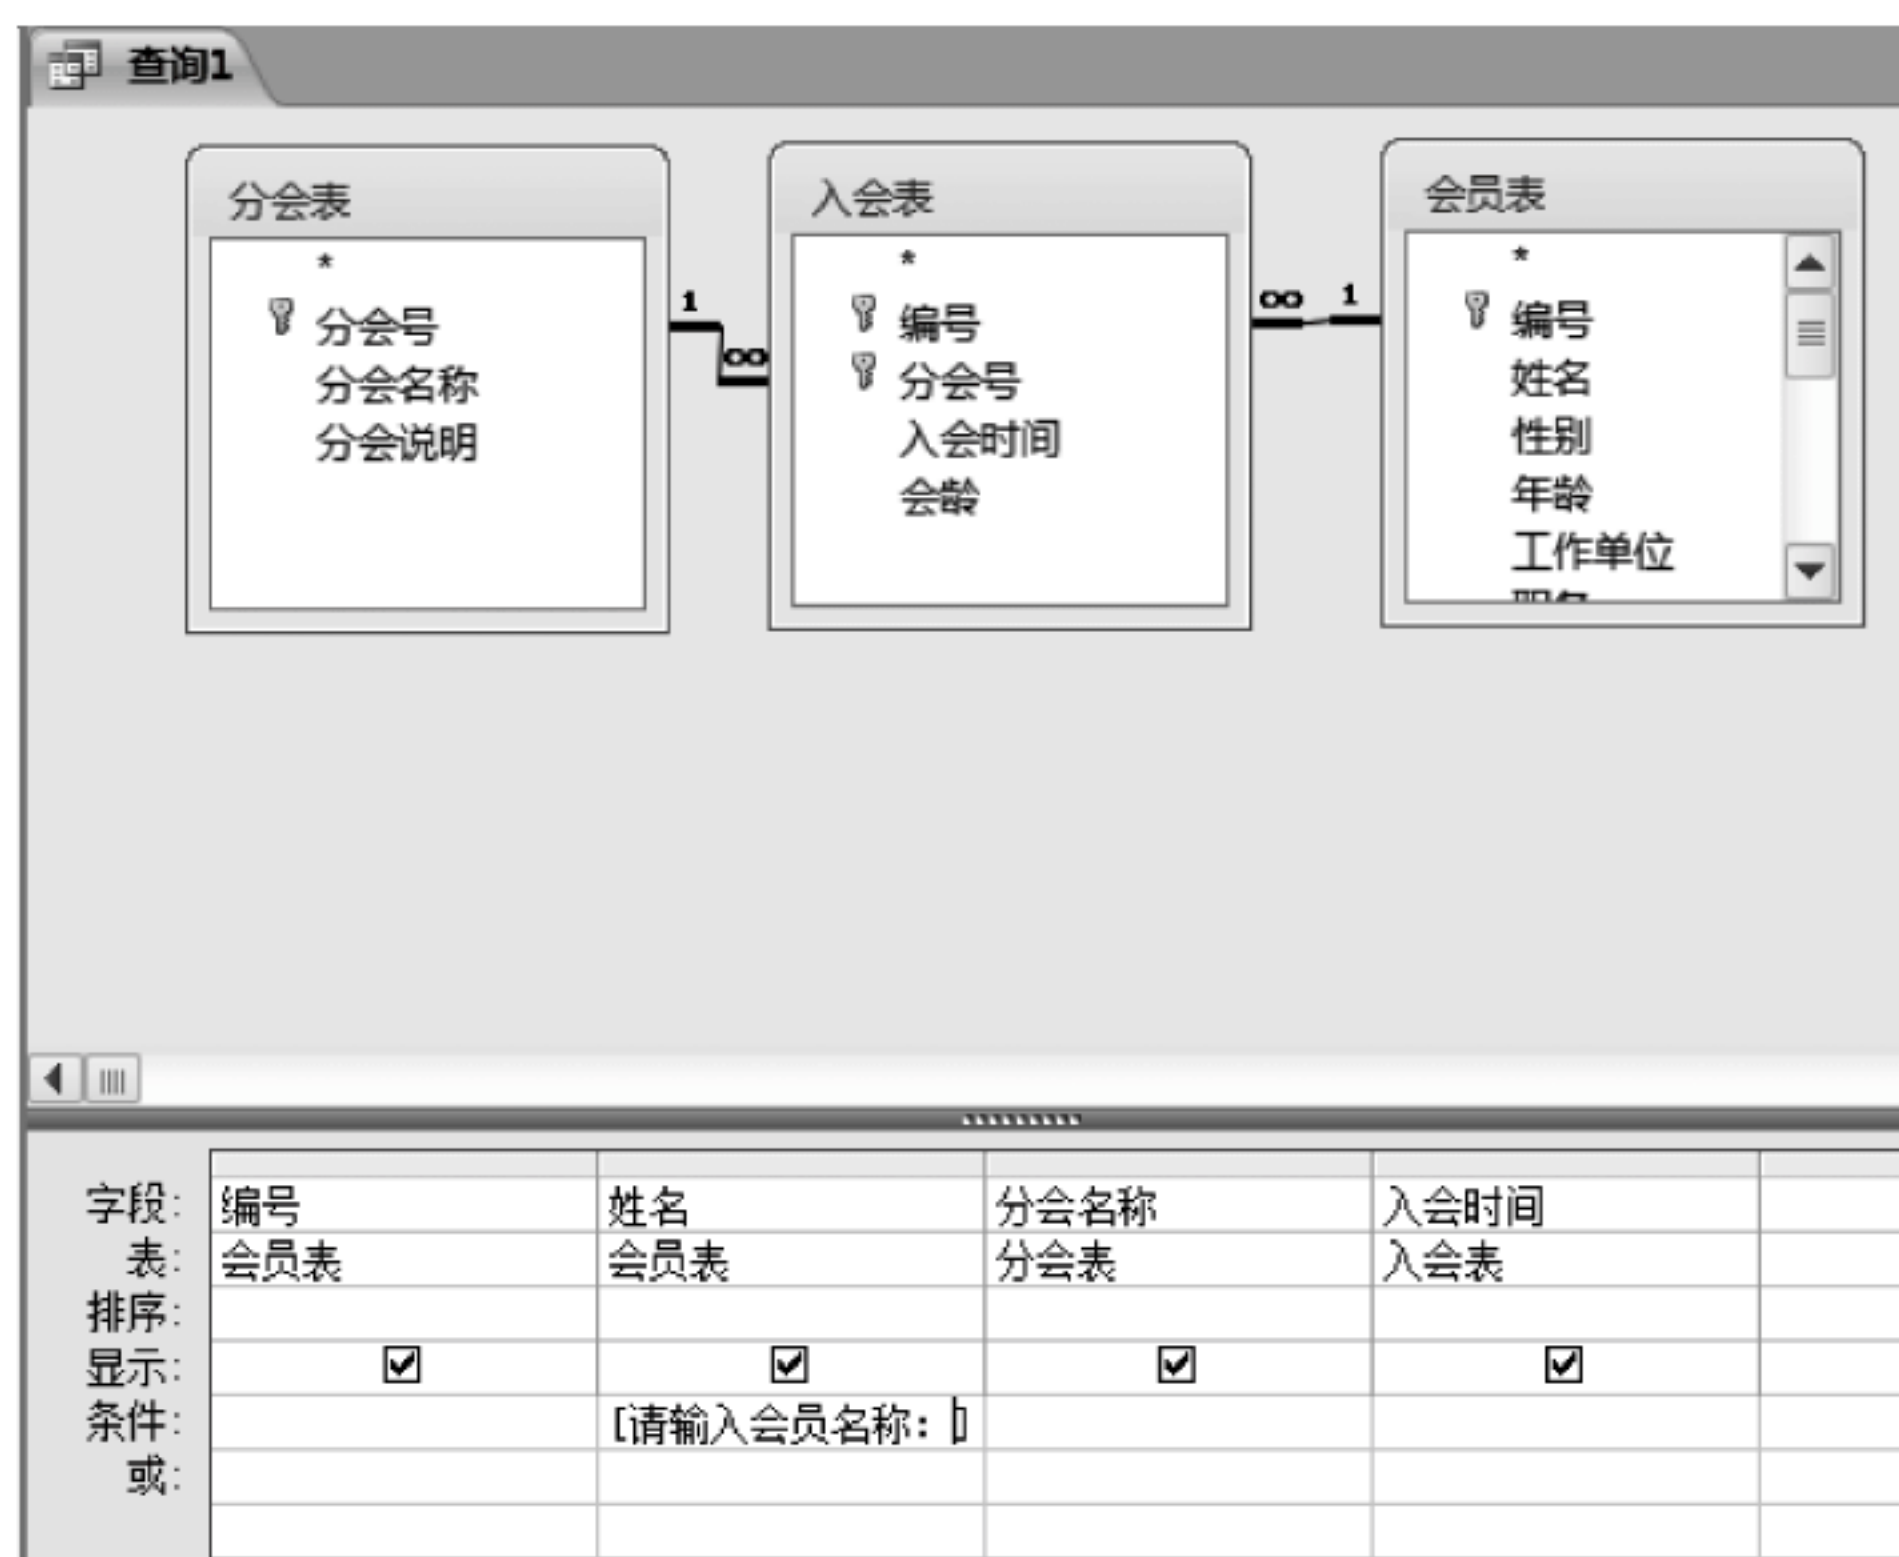 查询1
分会表
*
分会号
分会名称
分会说明
1
∞
入会表
*
编号
分会号
入会时间
会龄
∞ 1
会员表
*
编号
姓名
性别
年龄
工作单位
字段: 编号 姓名 分会名称 入会时间
表: 会员表 会员表 分会表 入会表
排序:
显示:
条件: [请输入会员名称：]
或: